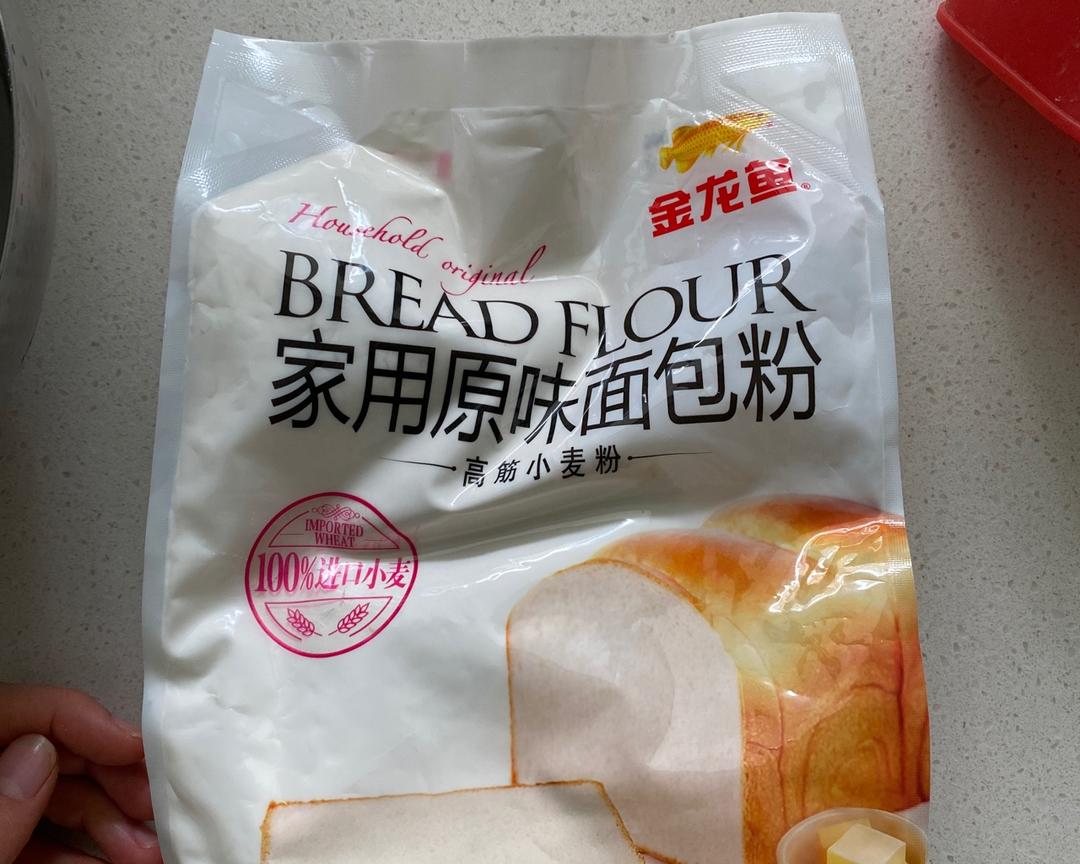 金龙鱼®
Household original
BREAD FLOUR
家用原味面包粉
高筋小麦粉
IMPORTED
WHEAT
100%进口小麦